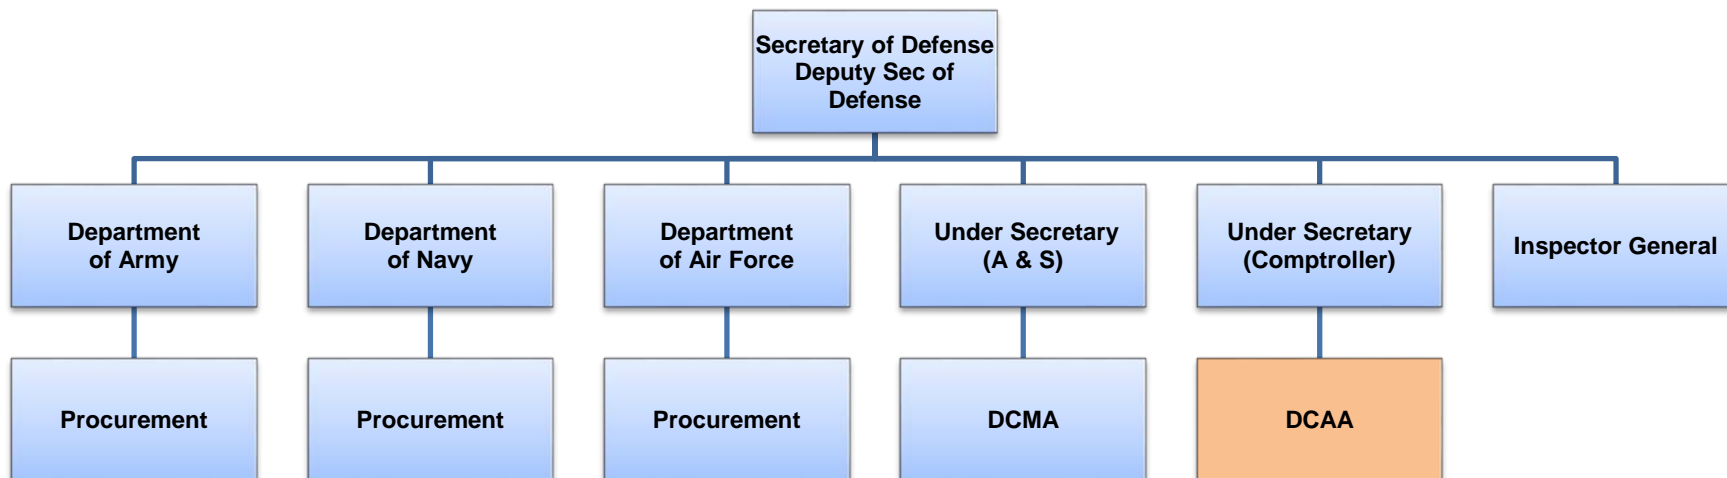 Secretary of Defense
Deputy Sec of
Defense
Department
of Army
Department
of Navy
Department
of Air Force
Under Secretary
(A & S)
Under Secretary
(Comptroller)
Inspector General
Procurement
Procurement
Procurement
DCMA
DCAA